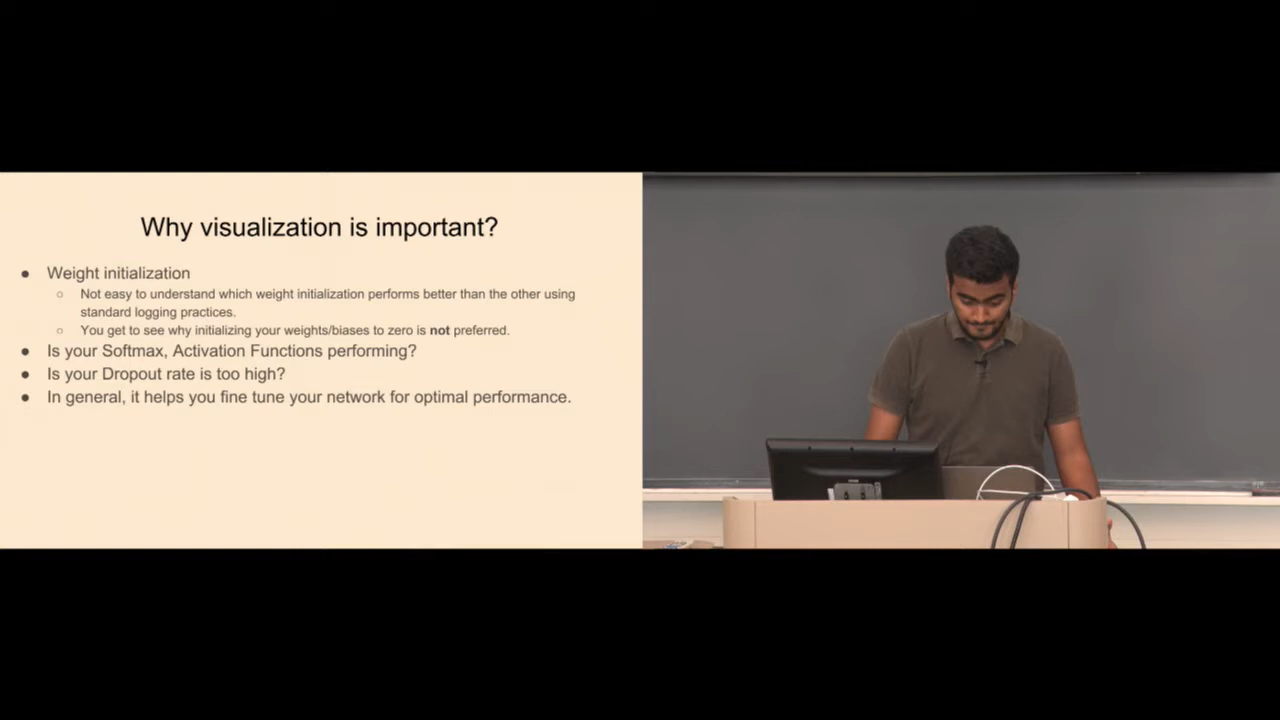 Why visualization is important?
● Weight initialization
○ Not easy to understand which weight initialization performs better than the other using
standard logging practices.
○ You get to see why initializing your weights/biases to zero is not preferred.
● Is your Softmax, Activation Functions performing?
● Is your Dropout rate is too high?
● In general, it helps you fine tune your network for optimal performance.